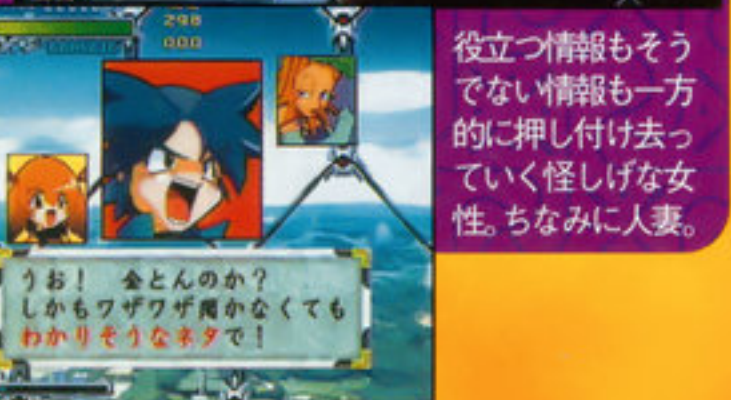 298
000
役立つ情報もそう
でない情報も一方
的に押し付け去っ
ていく怪しげな女
性。ちなみに人妻。
うお! 金とんのか?
しかもワザワザ聞かなくても
わかりそうなネタで!